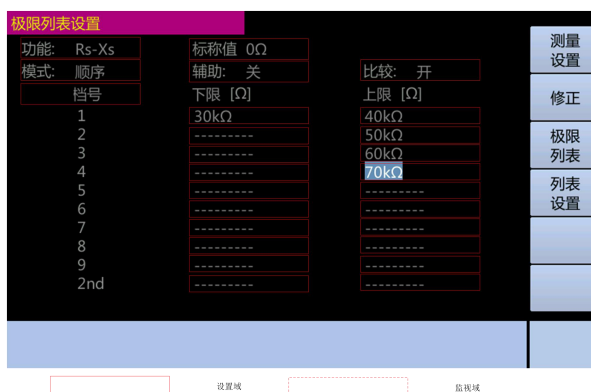 极限列表设置
功能: Rs-Xs 标称值 0Ω
模式: 顺序 辅助: 关 比较: 开
档号 下限 [Ω] 上限 [Ω]
1 30kΩ 40kΩ
2 --------- 50kΩ
3 --------- 60kΩ
4 --------- 70kΩ
5 --------- ---------
6 --------- ---------
7 --------- ---------
8 --------- ---------
9 --------- ---------
2nd --------- ---------
测量
设置
修正
极限
列表
列表
设置
设置域 监视域